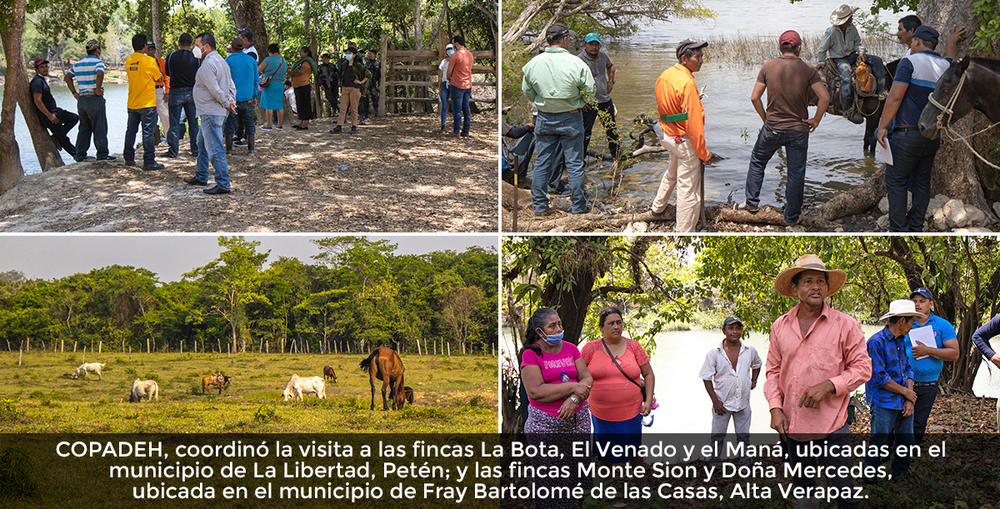 COPADEH, coordinó la visita a las fincas La Bota, El Venado y el Maná, ubicadas en el
municipio de La Libertad, Petén; y las fincas Monte Sion y Doña Mercedes,
ubicada en el municipio de Fray Bartolomé de las Casas, Alta Verapaz.